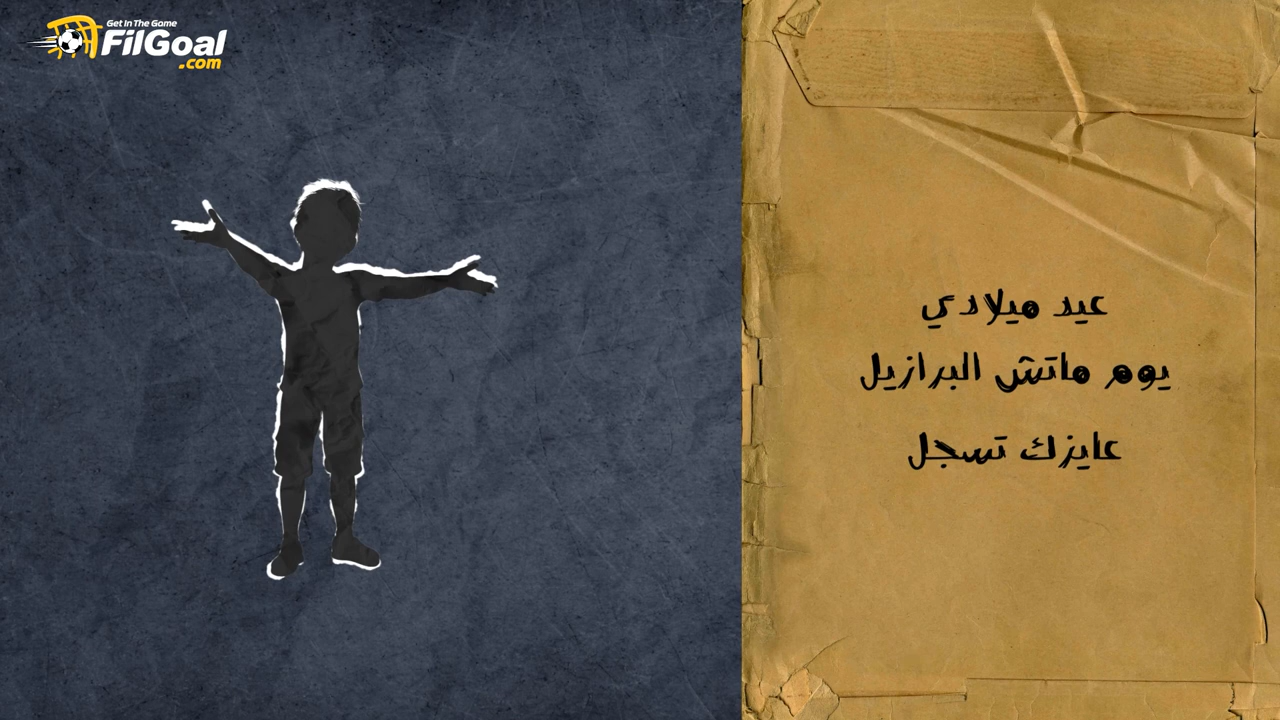 Get In The Game
FilGoal
.com
عيد ميلادي
يوم ماتش البرازيل
عايزك تسجل